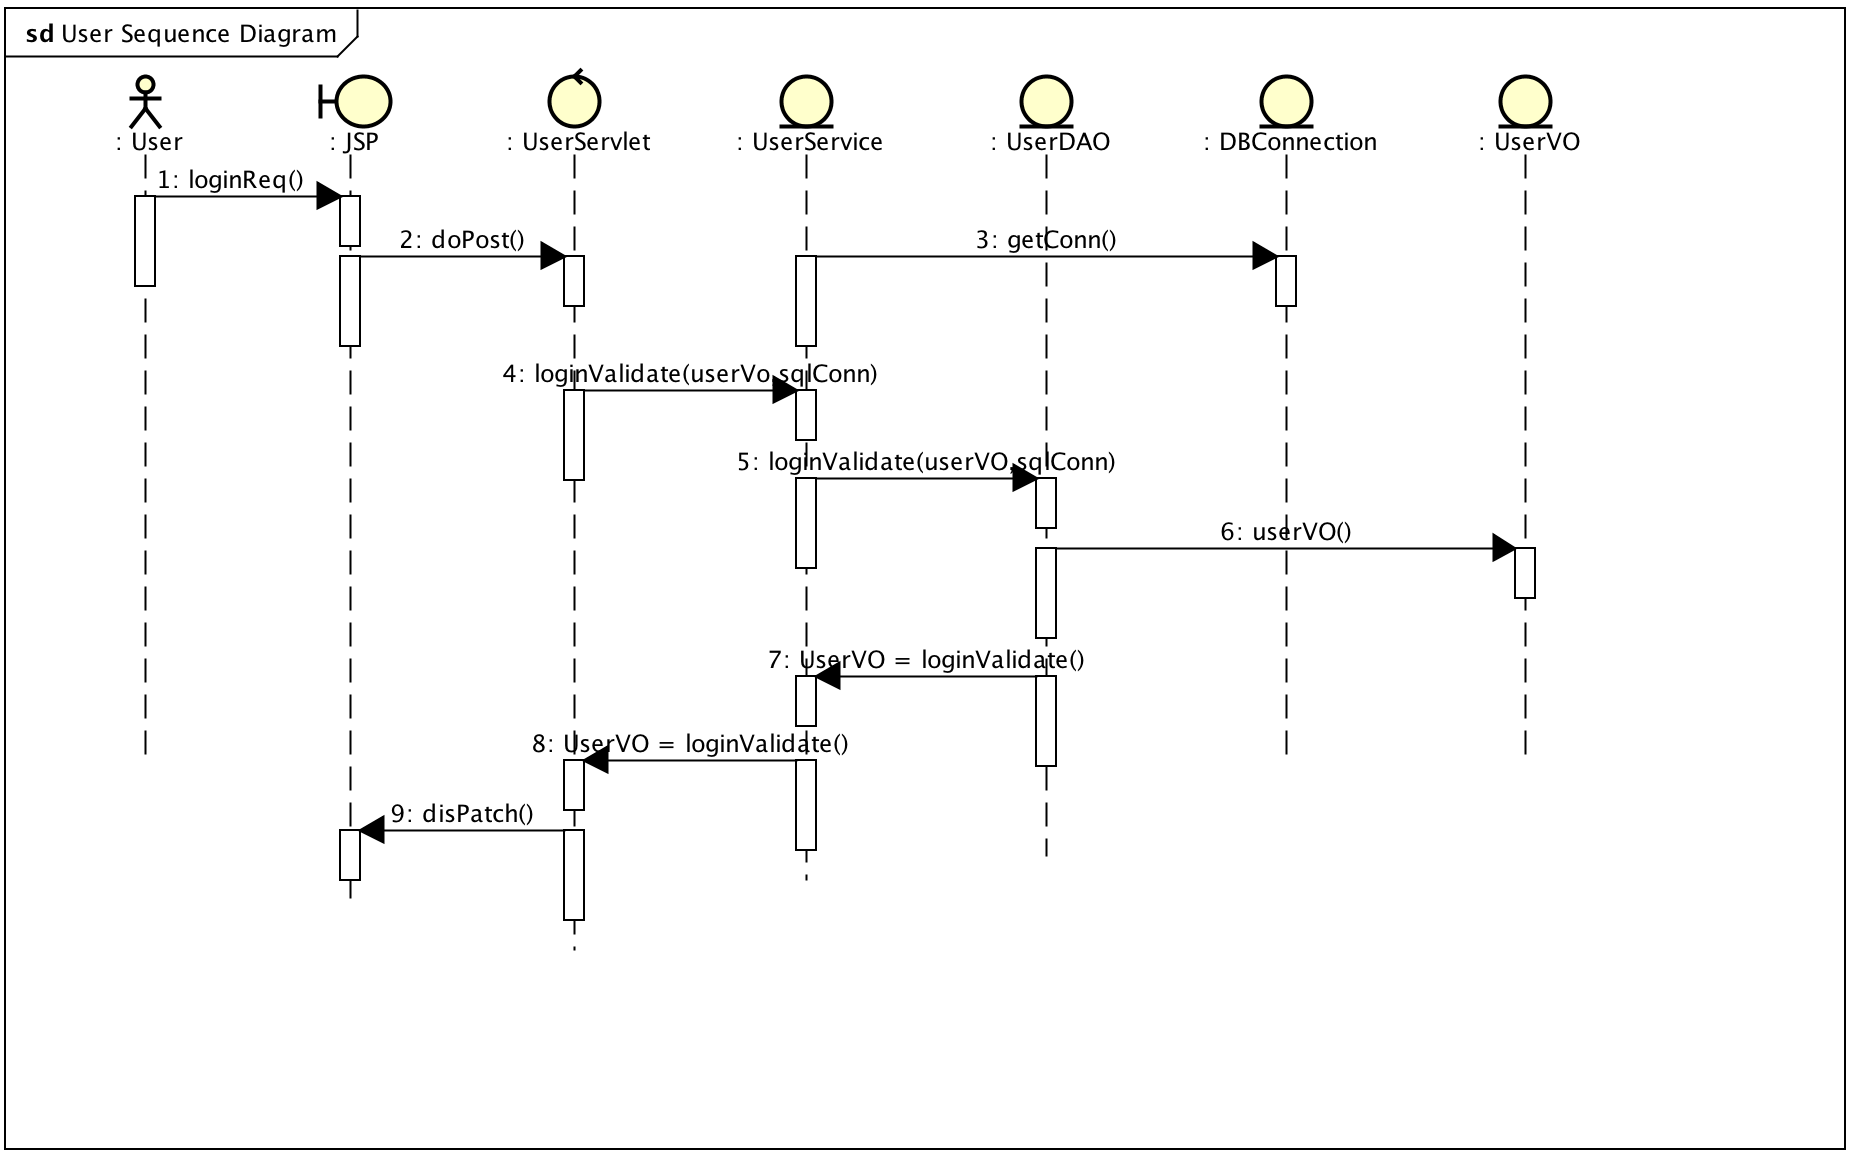 sd User Sequence Diagram
: User
: JSP
: UserServlet
: UserService
: UserDAO
: DBConnection
: UserVO
1: loginReq()
2: doPost()
3: getConn()
4: loginValidate(userVo,sqlConn)
5: loginValidate(userVO,sqlConn)
6: userVO()
7: UserVO = loginValidate()
8: UserVO = loginValidate()
9: disPatch()